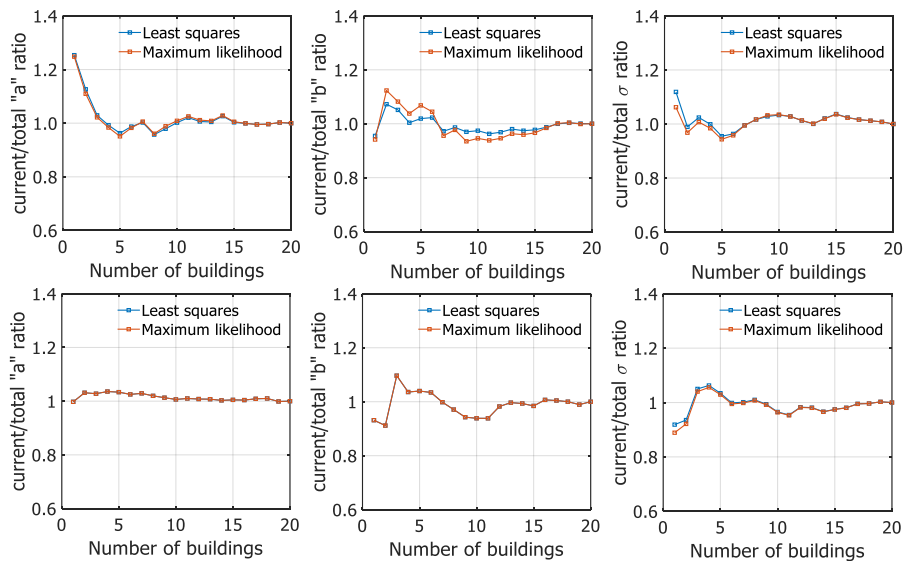 1.4
1.2
1.0
0.8
0.6
0
5
10
15
20
current/total "a" ratio
Number of buildings
Least squares
Maximum likelihood
1.4
1.2
1.0
0.8
0.6
0
5
10
15
20
current/total "b" ratio
Number of buildings
Least squares
Maximum likelihood
1.4
1.2
1.0
0.8
0.6
0
5
10
15
20
current/total σ ratio
Number of buildings
Least squares
Maximum likelihood
1.4
1.2
1
0.8
0.6
0
5
10
15
20
current/total "a" ratio
Number of buildings
Least squares
Maximum likelihood
1.4
1.2
1
0.8
0.6
0
5
10
15
20
current/total "b" ratio
Number of buildings
Least squares
Maximum likelihood
1.4
1.2
1
0.8
0.6
0
5
10
15
20
current/total σ ratio
Number of buildings
Least squares
Maximum likelihood